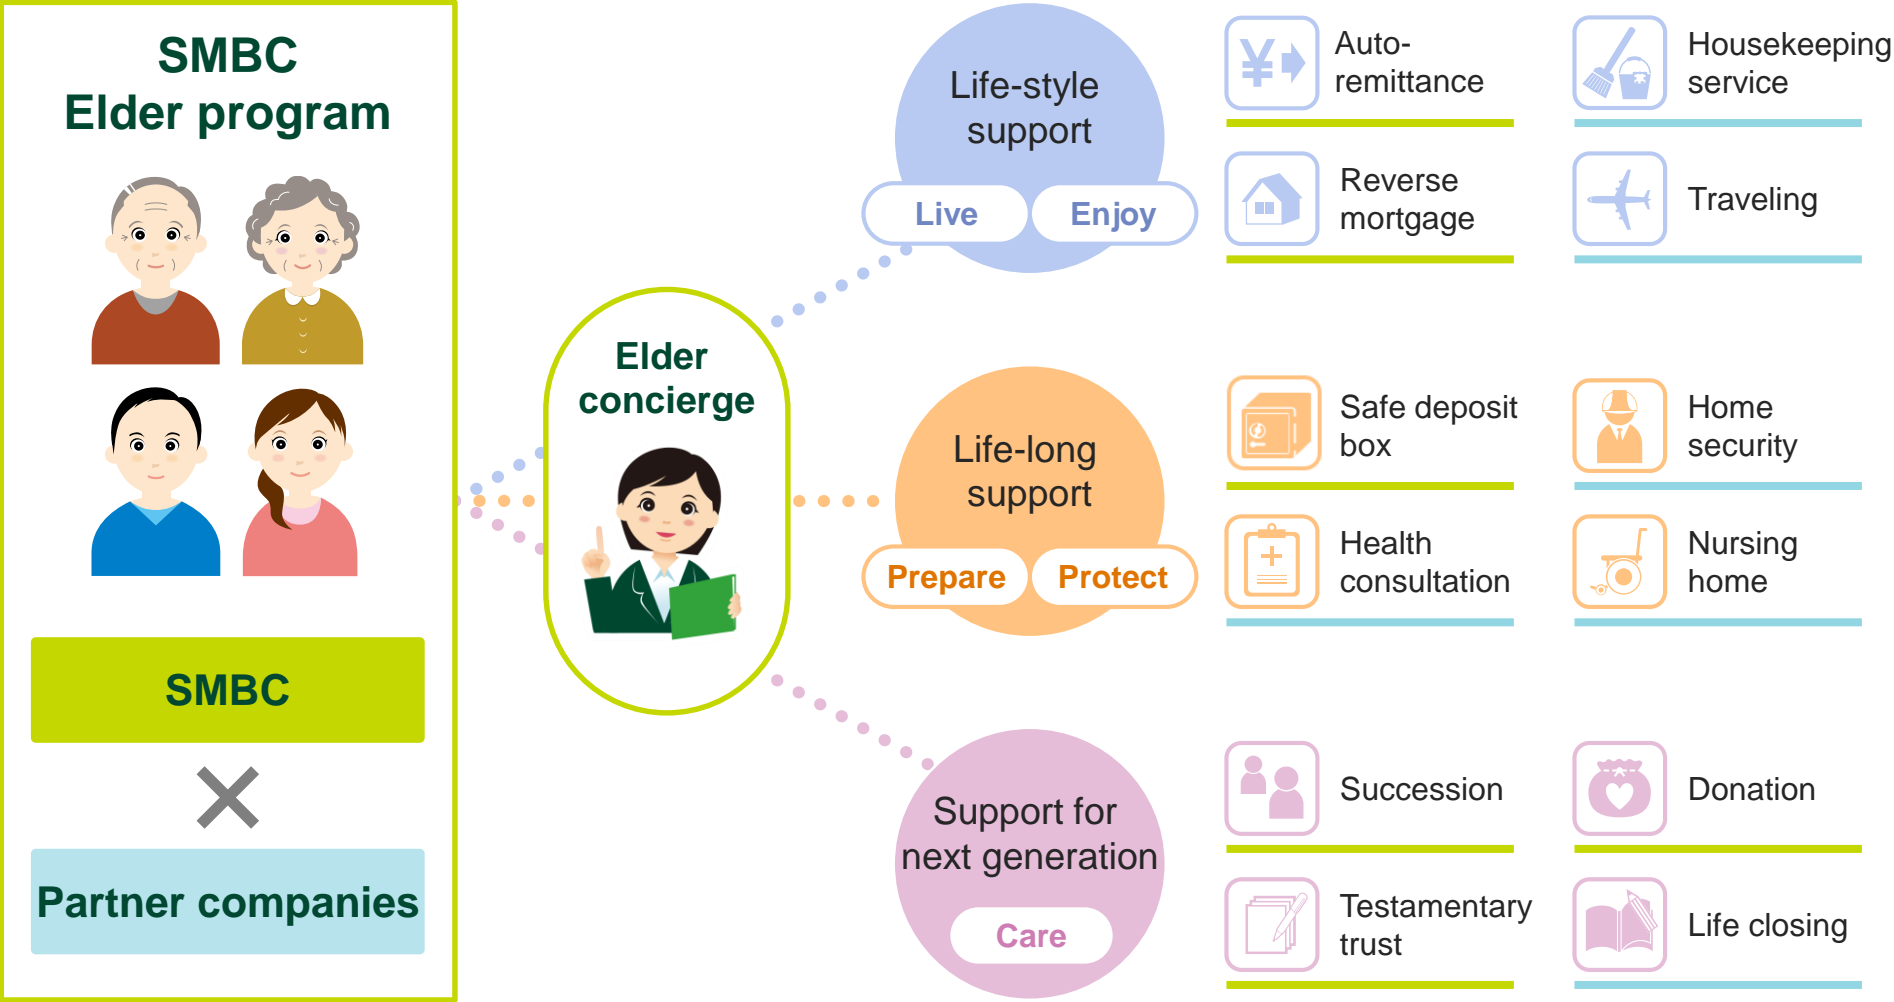 SMBC
Elder program
SMBC
Partner companies
Elder
concierge
Life-style
support
Live
Enjoy
Auto-
remittance
Housekeeping
service
Reverse
mortgage
Traveling
Life-long
support
Prepare
Protect
Safe deposit
box
Home
security
Health
consultation
Nursing
home
Support for
next generation
Care
Succession
Donation
Testamentary
trust
Life closing